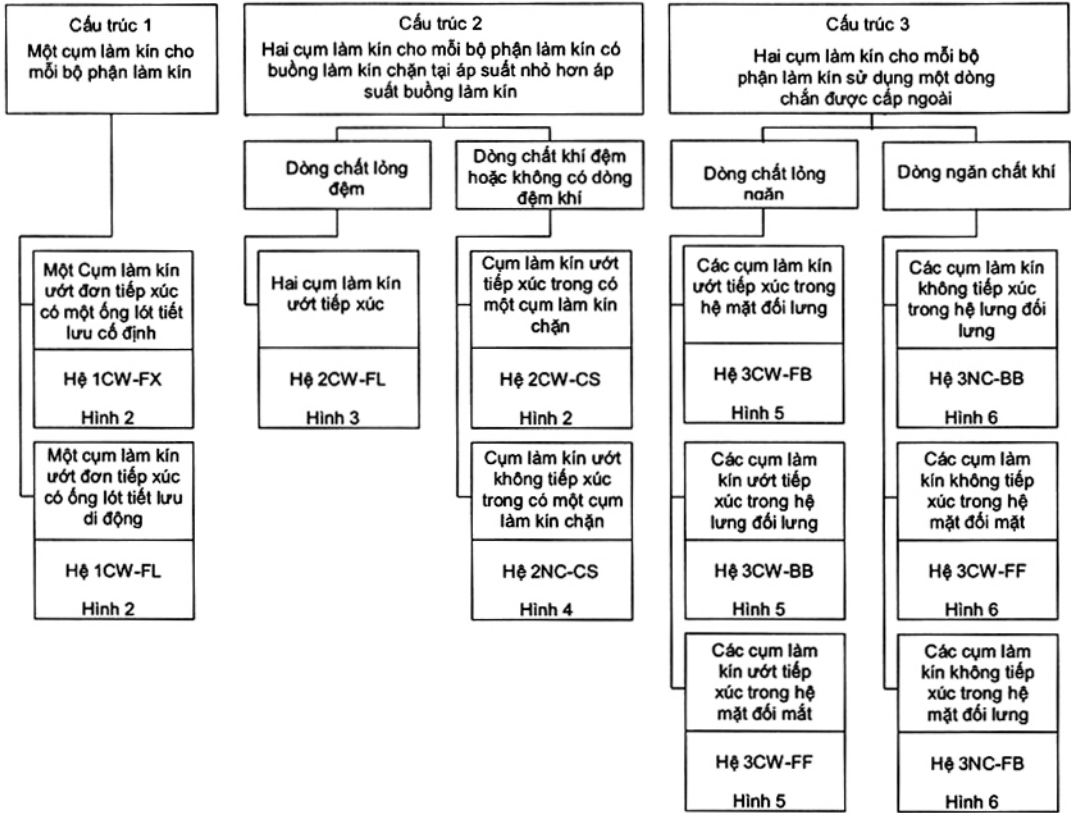 Cấu trúc 1
Một cụm làm kín cho
mỗi bộ phận làm kín
Cấu trúc 2
Hai cụm làm kín cho mỗi bộ phận làm kín có
buồng làm kín chặn tại áp suất nhỏ hơn áp
suất buồng làm kín
Cấu trúc 3
Hai cụm làm kín cho mỗi bộ
phận làm kín sử dụng một dòng
chắn được cấp ngoài
Dòng chất lỏng
đệm
Dòng chất khí đệm
hoặc không có dòng
đệm khí
Dòng chất lỏng
ngăn
Dòng ngăn chất khí
Một Cụm làm kín
ướt đơn tiếp xúc
có một ống lót tiết
lưu cố định
Hệ 1CW-FX
Hình 2
Một cụm làm kín
ướt đơn tiếp xúc
có ống lót tiết lưu
di động
Hệ 1CW-FL
Hình 2
Hai cụm làm kín
ướt tiếp xúc
Hệ 2CW-FL
Hình 3
Cụm làm kín ướt
tiếp xúc trong có
một cụm làm kín
chặn
Hệ 2CW-CS
Hình 2
Cụm làm kín ướt
không tiếp xúc
trong có một cụm
làm kín chặn
Hệ 2NC-CS
Hình 4
Các cụm làm kín
ướt tiếp xúc trong
hệ mặt đối lưng
Hệ 3CW-FB
Hình 5
Các cụm làm
kín ướt tiếp
xúc trong hệ
lưng đối lưng
Hệ 3CW-BB
Hình 5
Các cụm làm
kín ướt tiếp
xúc trong hệ
mặt đối mắt
Hệ 3CW-FF
Hình 5
Các cụm làm kín
không tiếp xúc
trong hệ lưng đối
lưng
Hệ 3NC-BB
Hình 6
Các cụm làm
kín không tiếp
xúc trong hệ
mặt đối mặt
Hệ 3CW-FF
Hình 6
Các cụm làm
kín không tiếp
xúc trong hệ
mặt đối lưng
Hệ 3NC-FB
Hình 6